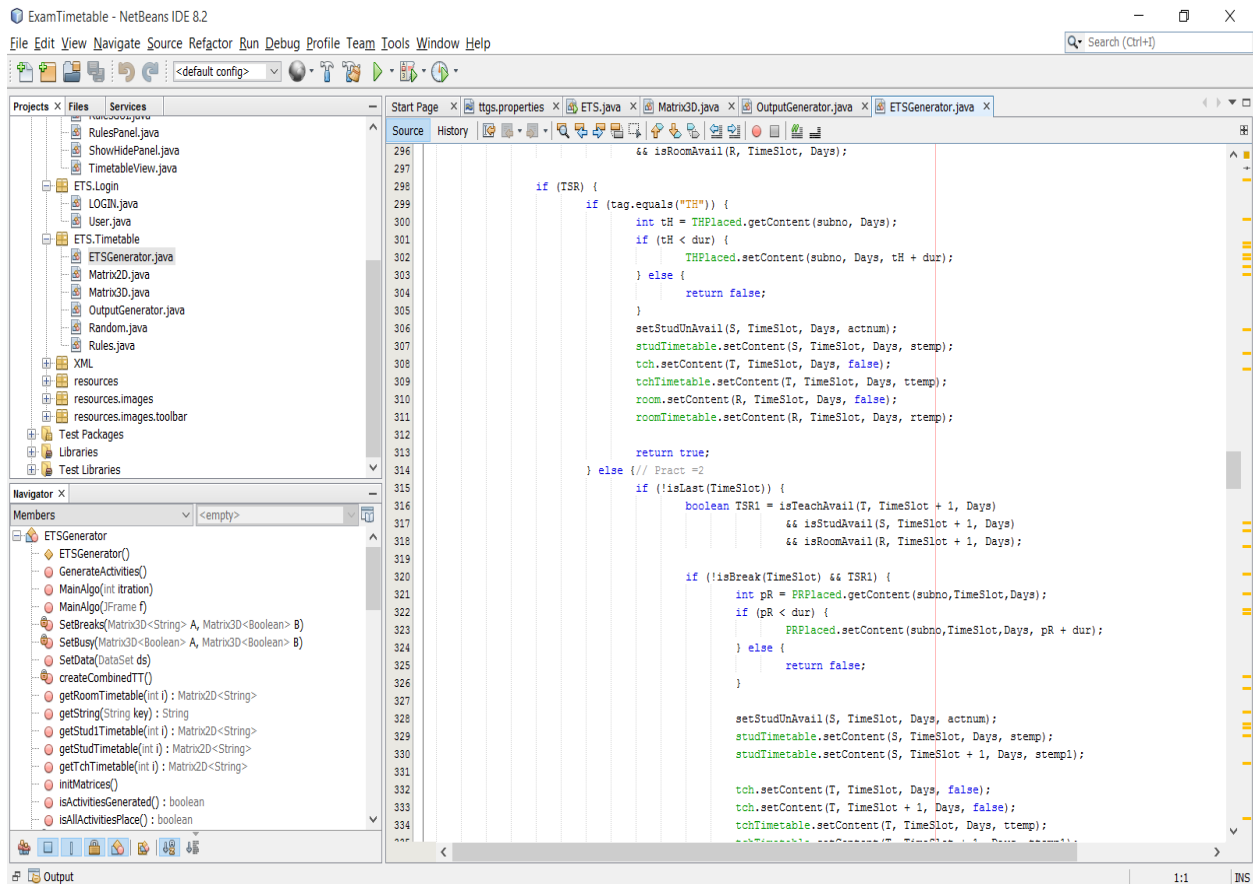 ExamTimetable - NetBeans IDE 8.2
File Edit View Navigate Source Refactor Run Debug Profile Team Tools Window Help
Search (Ctrl+I)
<default config>
Projects Files Services
RulesPanel.java
ShowHidePanel.java
TimetableView.java
ETS.Login
LOGIN.java
User.java
ETS.Timetable
ETSGenerator.java
Matrix2D.java
Matrix3D.java
OutputGenerator.java
Random.java
Rules.java
XML
resources
resources.images
resources.images.toolbar
Test Packages
Libraries
Test Libraries
Navigator
Members <empty>
ETSGenerator
ETSGenerator()
GenerateActivities()
MainAlgo(int itration)
MainAlgo(JFrame f)
SetBreaks(Matrix3D<String> A, Matrix3D<Boolean> B)
SetBusy(Matrix3D<Boolean> A, Matrix3D<Boolean> B)
SetData(DataSet ds)
createCombinedTT()
getRoomTimetable(int i) : Matrix2D<String>
getString(String key) : String
getStud1Timetable(int i) : Matrix2D<String>
getStudTimetable(int i) : Matrix2D<String>
getTchTimetable(int i) : Matrix2D<String>
initMatrices()
isActivitiesGenerated() : boolean
isAllActivitiesPlace() : boolean
Start Page ttgs.properties ETS.java Matrix3D.java OutputGenerator.java ETSGenerator.java
Source History
296 && isRoomAvail(R, TimeSlot, Days);
297
298 if (TSR) {
299 if (tag.equals("TH")) {
300 int tH = THPlaced.getContent(subno, Days);
301 if (tH < dur) {
302 THPlaced.setContent(subno, Days, tH + dur);
303 } else {
304 return false;
305 }
306 setStudUnAvail(S, TimeSlot, Days, actnum);
307 studTimetable.setContent(S, TimeSlot, Days, stemp);
308 tch.setContent(T, TimeSlot, Days, false);
309 tchTimetable.setContent(T, TimeSlot, Days, ttemp);
310 room.setContent(R, TimeSlot, Days, false);
311 roomTimetable.setContent(R, TimeSlot, Days, rtemp);
312
313 return true;
314 } else {// Pract =2
315 if (!isLast(TimeSlot)) {
316 boolean TSR1 = isTeachAvail(T, TimeSlot + 1, Days)
317 && isStudAvail(S, TimeSlot + 1, Days)
318 && isRoomAvail(R, TimeSlot + 1, Days);
319
320 if (!isBreak(TimeSlot) && TSR1) {
321 int pR = PRPlaced.getContent(subno,TimeSlot,Days);
322 if (pR < dur) {
323 PRPlaced.setContent(subno,TimeSlot,Days, pR + dur);
324 } else {
325 return false;
326 }
327
328 setStudUnAvail(S, TimeSlot, Days, actnum);
329 studTimetable.setContent(S, TimeSlot, Days, stemp);
330 studTimetable.setContent(S, TimeSlot + 1, Days, stemp1);
331
332 tch.setContent(T, TimeSlot, Days, false);
333 tch.setContent(T, TimeSlot + 1, Days, false);
334 tchTimetable.setContent(T, TimeSlot, Days, ttemp);
Output
1:1 INS